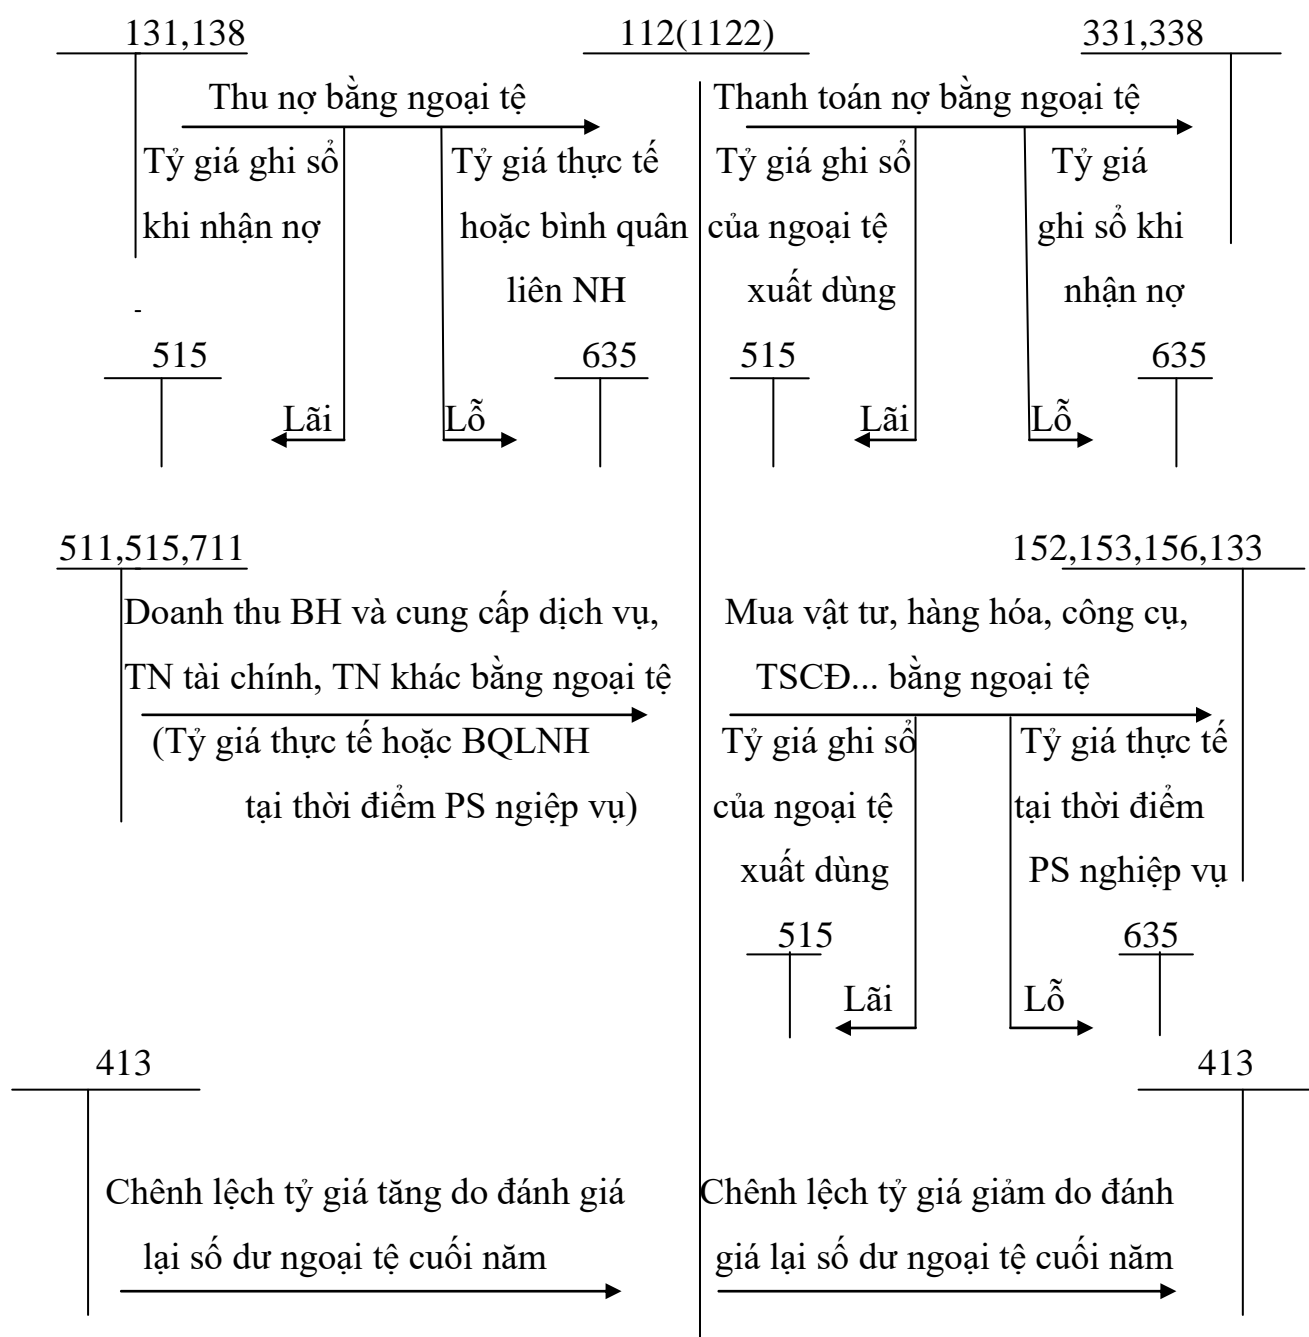 131,138
112(1122)
331,338
Thu nợ bằng ngoại tệ
Thanh toán nợ bằng ngoại tệ
Tỷ giá ghi sổ
khi nhận nợ
Tỷ giá thực tế
hoặc bình quân
liên NH
Tỷ giá ghi sổ
của ngoại tệ
xuất dùng
Tỷ giá
ghi sổ khi
nhận nợ
515
635
515
635
Lãi
Lỗ
Lãi
Lỗ
511,515,711
152,153,156,133
Doanh thu BH và cung cấp dịch vụ,
TN tài chính, TN khác bằng ngoại tệ
(Tỷ giá thực tế hoặc BQLNH
tại thời điểm PS ngiệp vụ)
Mua vật tư, hàng hóa, công cụ,
TSCĐ... bằng ngoại tệ
Tỷ giá ghi sổ
của ngoại tệ
xuất dùng
Tỷ giá thực tế
tại thời điểm
PS nghiệp vụ
515
635
Lãi
Lỗ
413
413
Chênh lệch tỷ giá tăng do đánh giá
lại số dư ngoại tệ cuối năm
Chênh lệch tỷ giá giảm do đánh
giá lại số dư ngoại tệ cuối năm